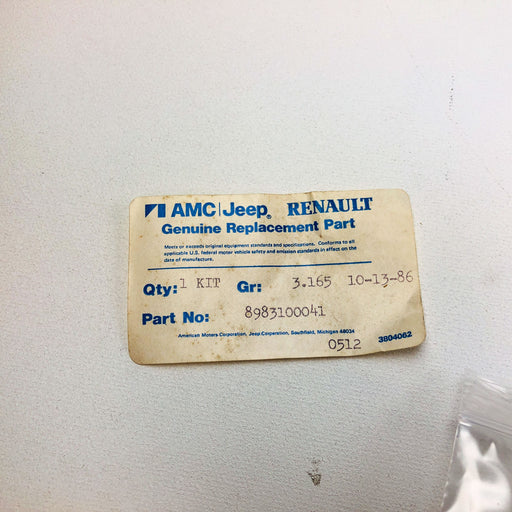 AMC|Jeep® RENAULT
Genuine Replacement Part
Meets or exceeds original equipment standards and specifications. Conforms to all
applicable U.S. federal motor vehicle safety and emission standards in effect on the
date of manufacture.
Qty: 1 KIT Gr: 3.165 10-13-86
Part No: 8983100041
American Motors Corporation, Jeep Corporation, Southfield, Michigan 48034
0512 3804062